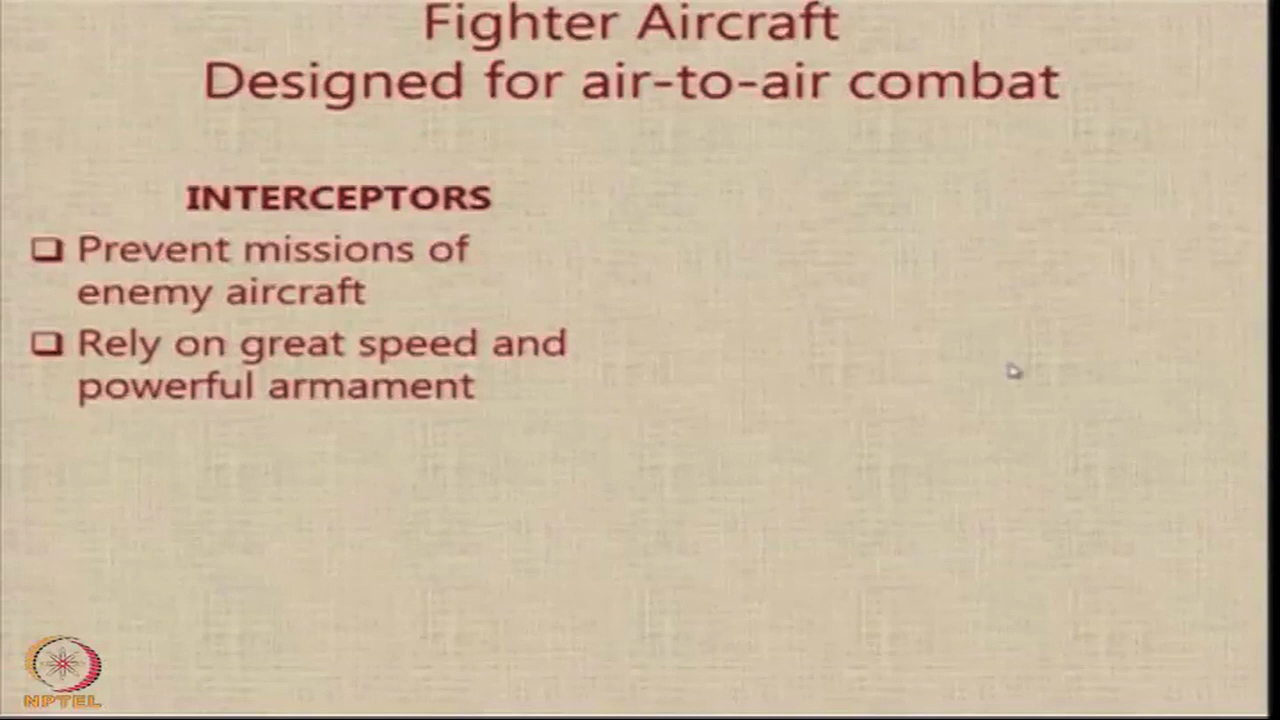 Fighter Aircraft
Designed for air-to-air combat
INTERCEPTORS
❑ Prevent missions of
enemy aircraft
❑ Rely on great speed and
powerful armament
NPTEL